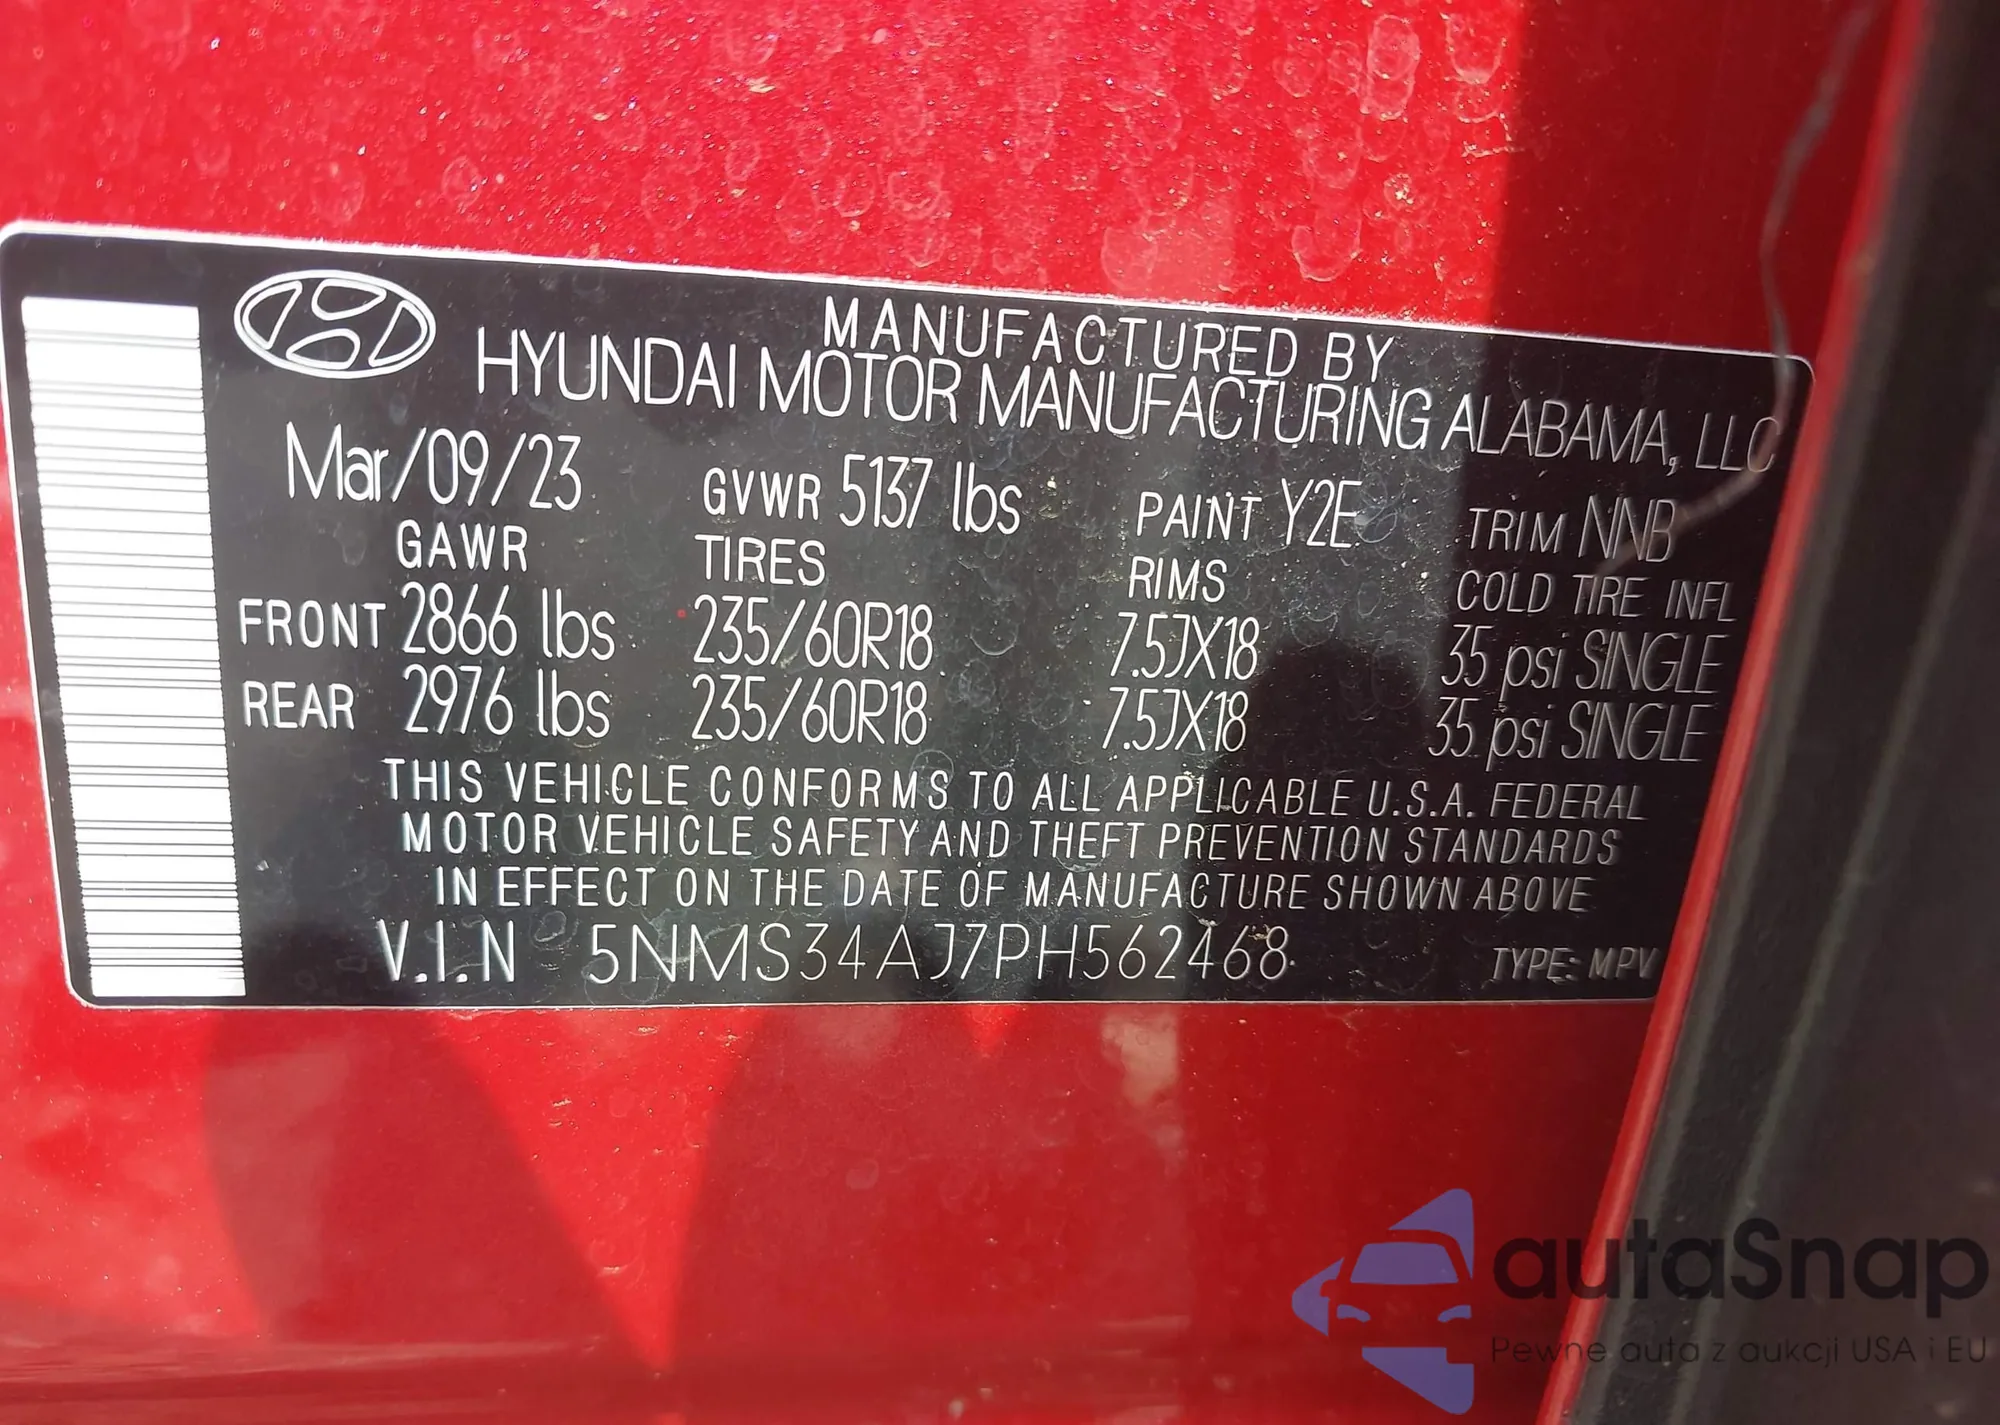 MANUFACTURED BY
HYUNDAI MOTOR MANUFACTURING ALABAMA, LLC
Mar/09/23 GVWR 5137 lbs PAINT Y2E TRIM NNB
GAWR TIRES RIMS COLD TIRE INFL
FRONT 2866 lbs 235/60R18 7.5JX18 35 psi SINGLE
REAR 2976 lbs 235/60R18 7.5JX18 35 psi SINGLE
THIS VEHICLE CONFORMS TO ALL APPLICABLE U.S.A. FEDERAL
MOTOR VEHICLE SAFETY AND THEFT PREVENTION STANDARDS
IN EFFECT ON THE DATE OF MANUFACTURE SHOWN ABOVE
V.I.N 5NMS34AJ7PH562468 TYPE: MPV
autaSnap
Pewne auta z aukcji USA i EU